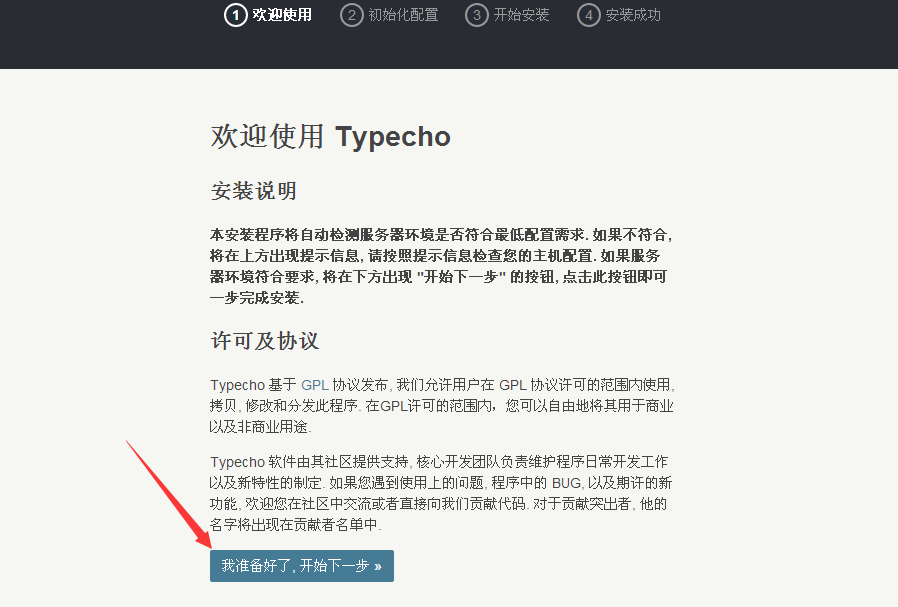 1 欢迎使用 2 初始化配置 3 开始安装 4 安装成功
欢迎使用 Typecho
安装说明
本安装程序将自动检测服务器环境是否符合最低配置需求. 如果不符合,
将在上方出现提示信息, 请按照提示信息检查您的主机配置. 如果服务
器环境符合要求, 将在下方出现 "开始下一步" 的按钮, 点击此按钮即可
一步完成安装.
许可及协议
Typecho 基于 GPL 协议发布, 我们允许用户在 GPL 协议许可的范围内使用,
拷贝, 修改和分发此程序. 在GPL许可的范围内，您可以自由地将其用于商业
以及非商业用途.
Typecho 软件由其社区提供支持, 核心开发团队负责维护程序日常开发工作
以及新特性的制定. 如果您遇到使用上的问题, 程序中的 BUG, 以及期许的新
功能, 欢迎您在社区中交流或者直接向我们贡献代码. 对于贡献突出者, 他的
名字将出现在贡献者名单中.
我准备好了, 开始下一步 »